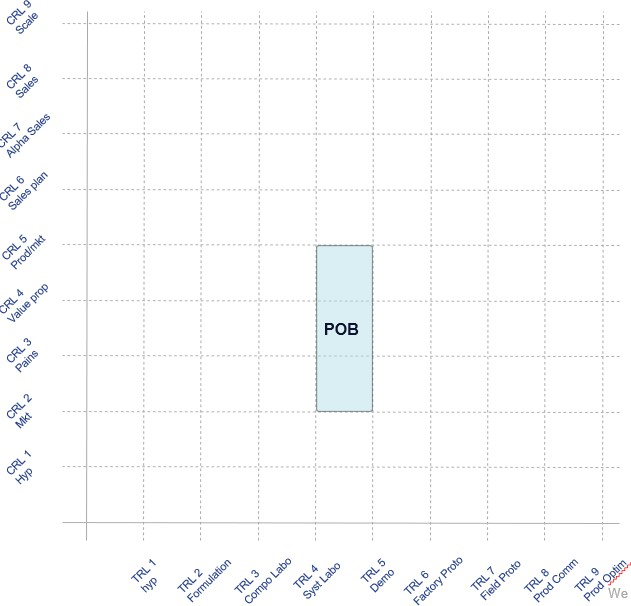 CRL 9
Scale
CRL 8
Sales
CRL 7
Alpha Sales
CRL 6
Sales plan
CRL 5
Prod/mkt
CRL 4
Value prop
CRL 3
Pains
CRL 2
Mkt
CRL 1
Hyp
POB
TRL 1
hyp
TRL 2
Formulation
TRL 3
Compo Labo
TRL 4
Syst Labo
TRL 5
Demo
TRL 6
Factory Proto
TRL 7
Field Proto
TRL 8
Prod Comm
TRL 9
Prod Optim
We